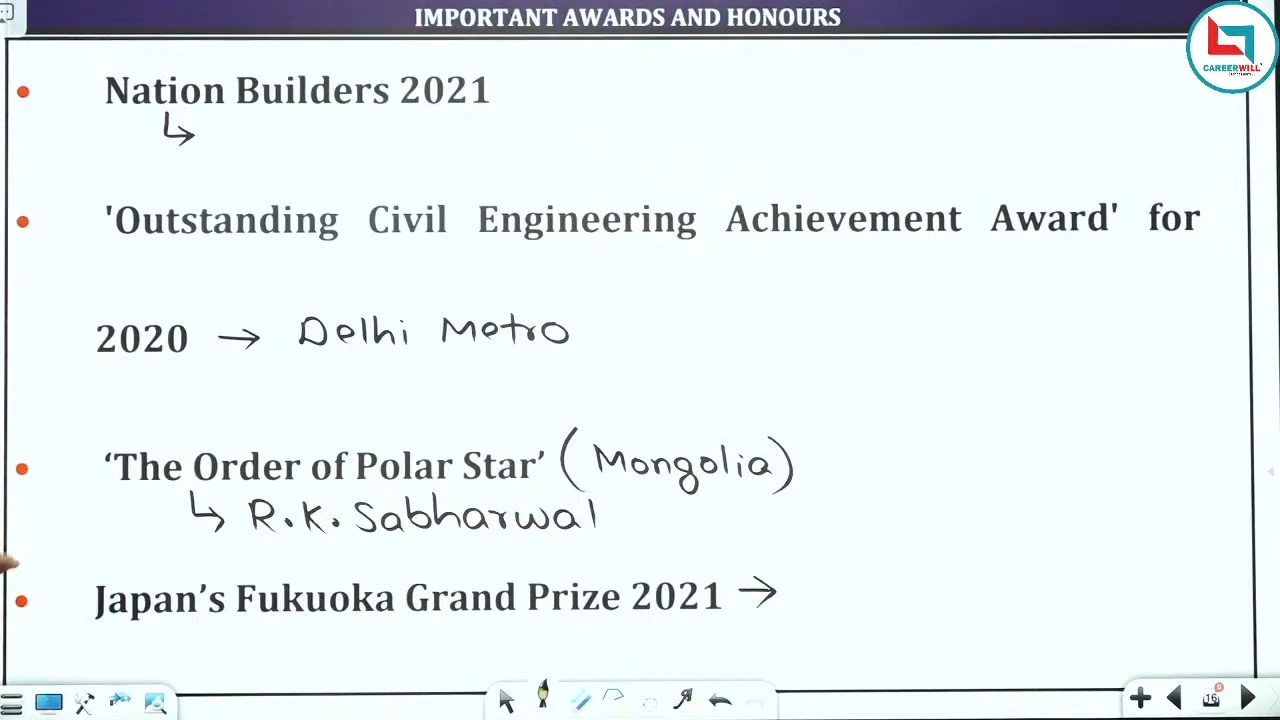 IMPORTANT AWARDS AND HONOURS
CAREERWILL
Nation Builders 2021
'Outstanding Civil Engineering Achievement Award' for
2020 → Delhi Metro
‘The Order of Polar Star’ (Mongolia)
↳ R.K. Sabharwal
Japan’s Fukuoka Grand Prize 2021 →
16